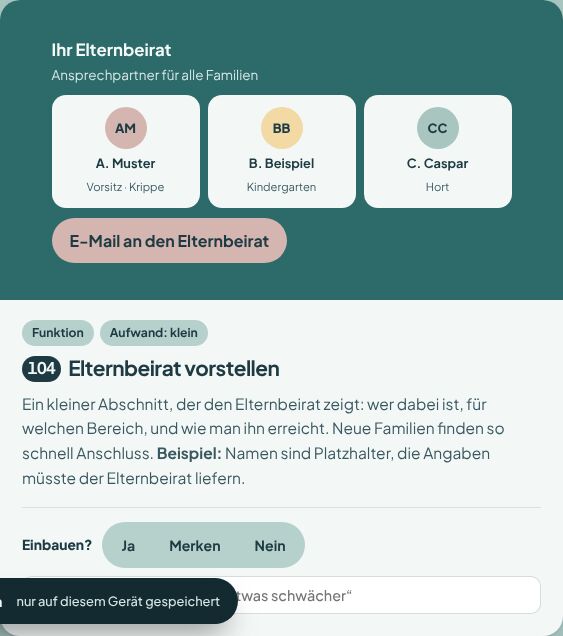 Ihr Elternbeirat
Ansprechpartner für alle Familien
AM BB CC
A. Muster B. Beispiel C. Caspar
Vorsitz · Krippe Kindergarten Hort
E-Mail an den Elternbeirat
Funktion Aufwand: klein
104 Elternbeirat vorstellen
Ein kleiner Abschnitt, der den Elternbeirat zeigt: wer dabei ist, für
welchen Bereich, und wie man ihn erreicht. Neue Familien finden so
schnell Anschluss. Beispiel: Namen sind Platzhalter, die Angaben
müsste der Elternbeirat liefern.
Einbauen? Ja Merken Nein
nur auf diesem Gerät gespeichert schwächer“